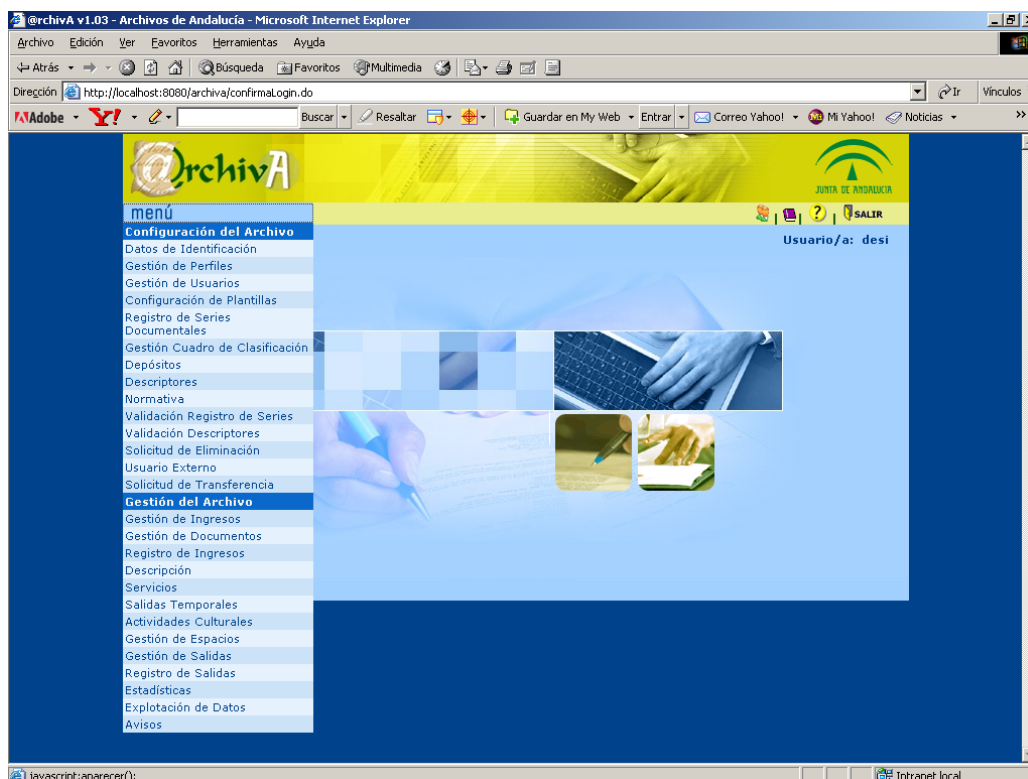 @rchivA v1.03 - Archivos de Andalucía - Microsoft Internet Explorer
Archivo Edición Ver Favoritos Herramientas Ayuda
Atrás Búsqueda Favoritos Multimedia
Dirección http://localhost:8080/archiva/confirmaLogin.do Ir Vínculos
Adobe Y! Buscar Resaltar Guardar en My Web Entrar Correo Yahoo! Mi Yahoo! Noticias »
@rchivA
JUNTA DE ANDALUCIA
menú
SALIR
Usuario/a: desi
Configuración del Archivo
Datos de Identificación
Gestión de Perfiles
Gestión de Usuarios
Configuración de Plantillas
Registro de Series
Documentales
Gestión Cuadro de Clasificación
Depósitos
Descriptores
Normativa
Validación Registro de Series
Validación Descriptores
Solicitud de Eliminación
Usuario Externo
Solicitud de Transferencia
Gestión del Archivo
Gestión de Ingresos
Gestión de Documentos
Registro de Ingresos
Descripción
Servicios
Salidas Temporales
Actividades Culturales
Gestión de Espacios
Gestión de Salidas
Registro de Salidas
Estadísticas
Explotación de Datos
Avisos
javascript:aparecer();
Intranet local